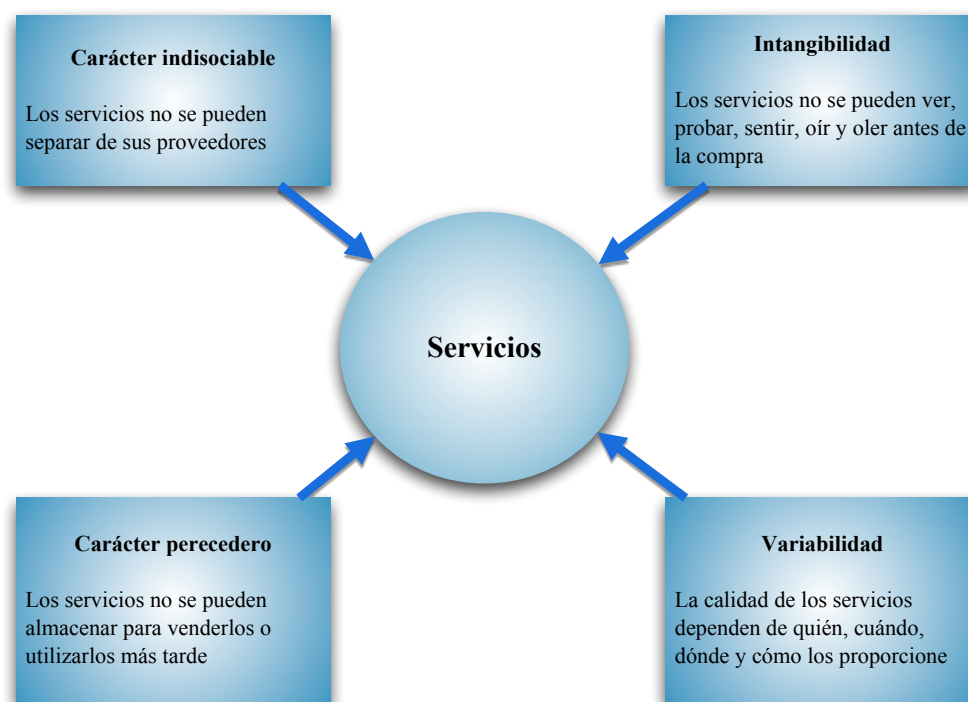 Carácter indisociable
Los servicios no se pueden
separar de sus proveedores
Intangibilidad
Los servicios no se pueden ver,
probar, sentir, oír y oler antes de
la compra
Servicios
Carácter perecedero
Los servicios no se pueden
almacenar para venderlos o
utilizarlos más tarde
Variabilidad
La calidad de los servicios
dependen de quién, cuándo,
dónde y cómo los proporcione